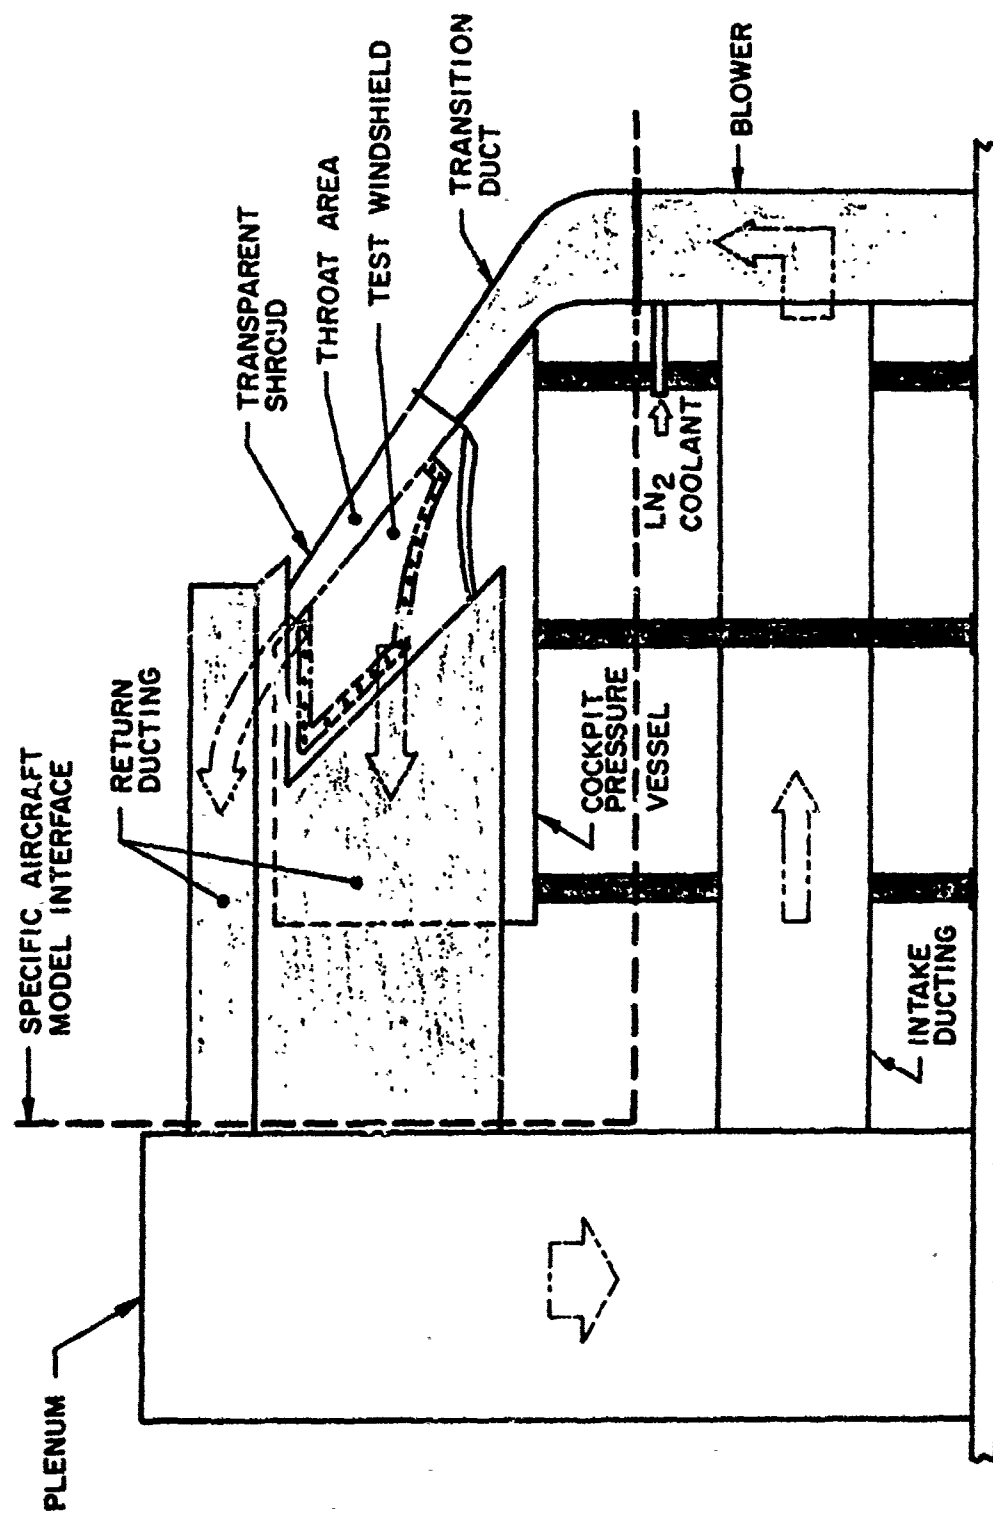 PLENUM
SPECIFIC AIRCRAFT
MODEL INTERFACE
RETURN
DUCTING
TRANSPARENT
SHROUD
THROAT AREA
TEST WINDSHIELD
TRANSITION
DUCT
BLOWER
LN2
COOLANT
COCKPIT
PRESSURE
VESSEL
INTAKE
DUCTING